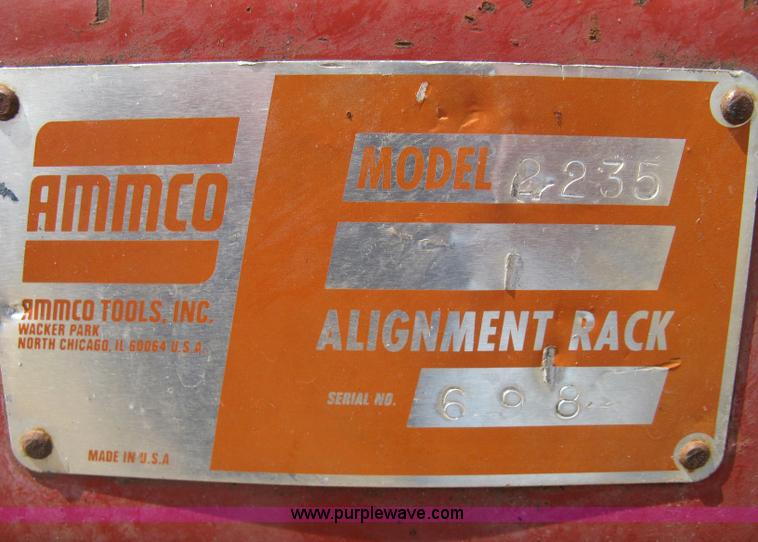 AMMCO
AMMCO TOOLS, INC.
WACKER PARK
NORTH CHICAGO, IL 60064 U.S.A.
MADE IN U.S.A
MODEL 2235
ALIGNMENT RACK
SERIAL NO. 698
www.purplewave.com